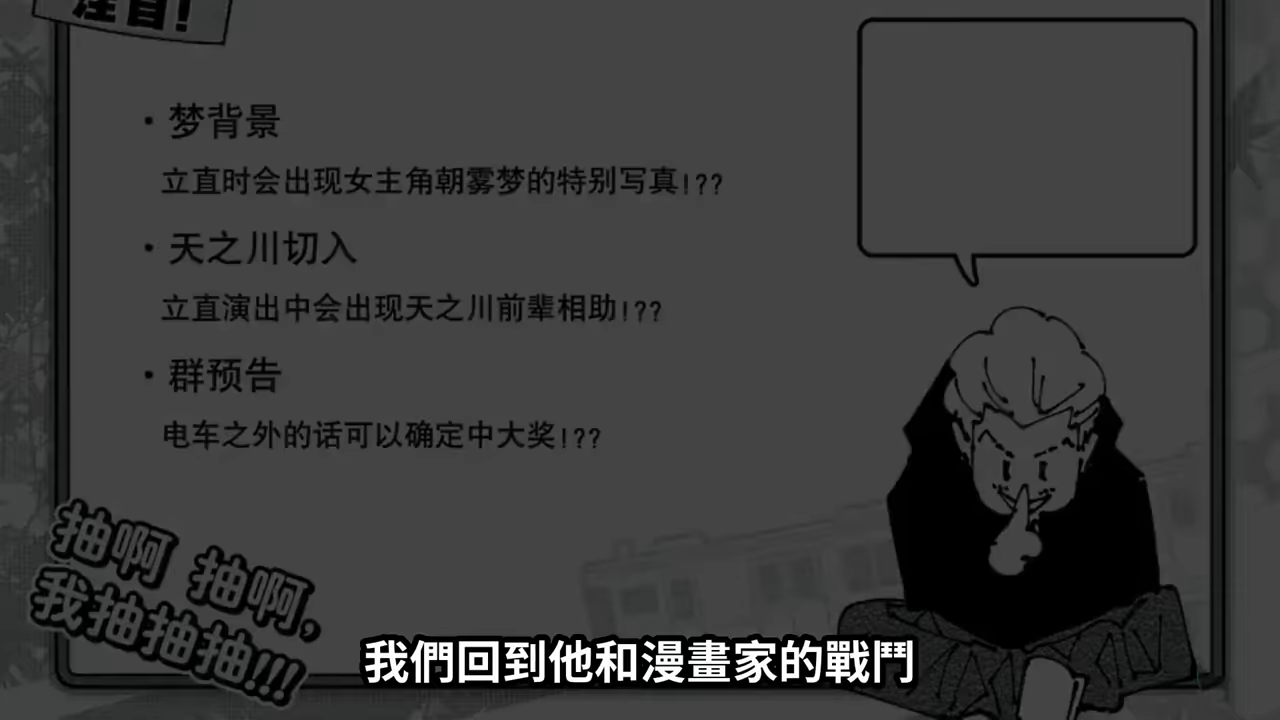 注目!
・梦背景
立直时会出现女主角朝雾梦的特别写真!??
・天之川切入
立直演出中会出现天之川前辈相助!??
・群预告
电车之外的话可以确定中大奖!??
抽啊 抽啊,
我抽抽抽!!!
我們回到他和漫畫家的戰鬥